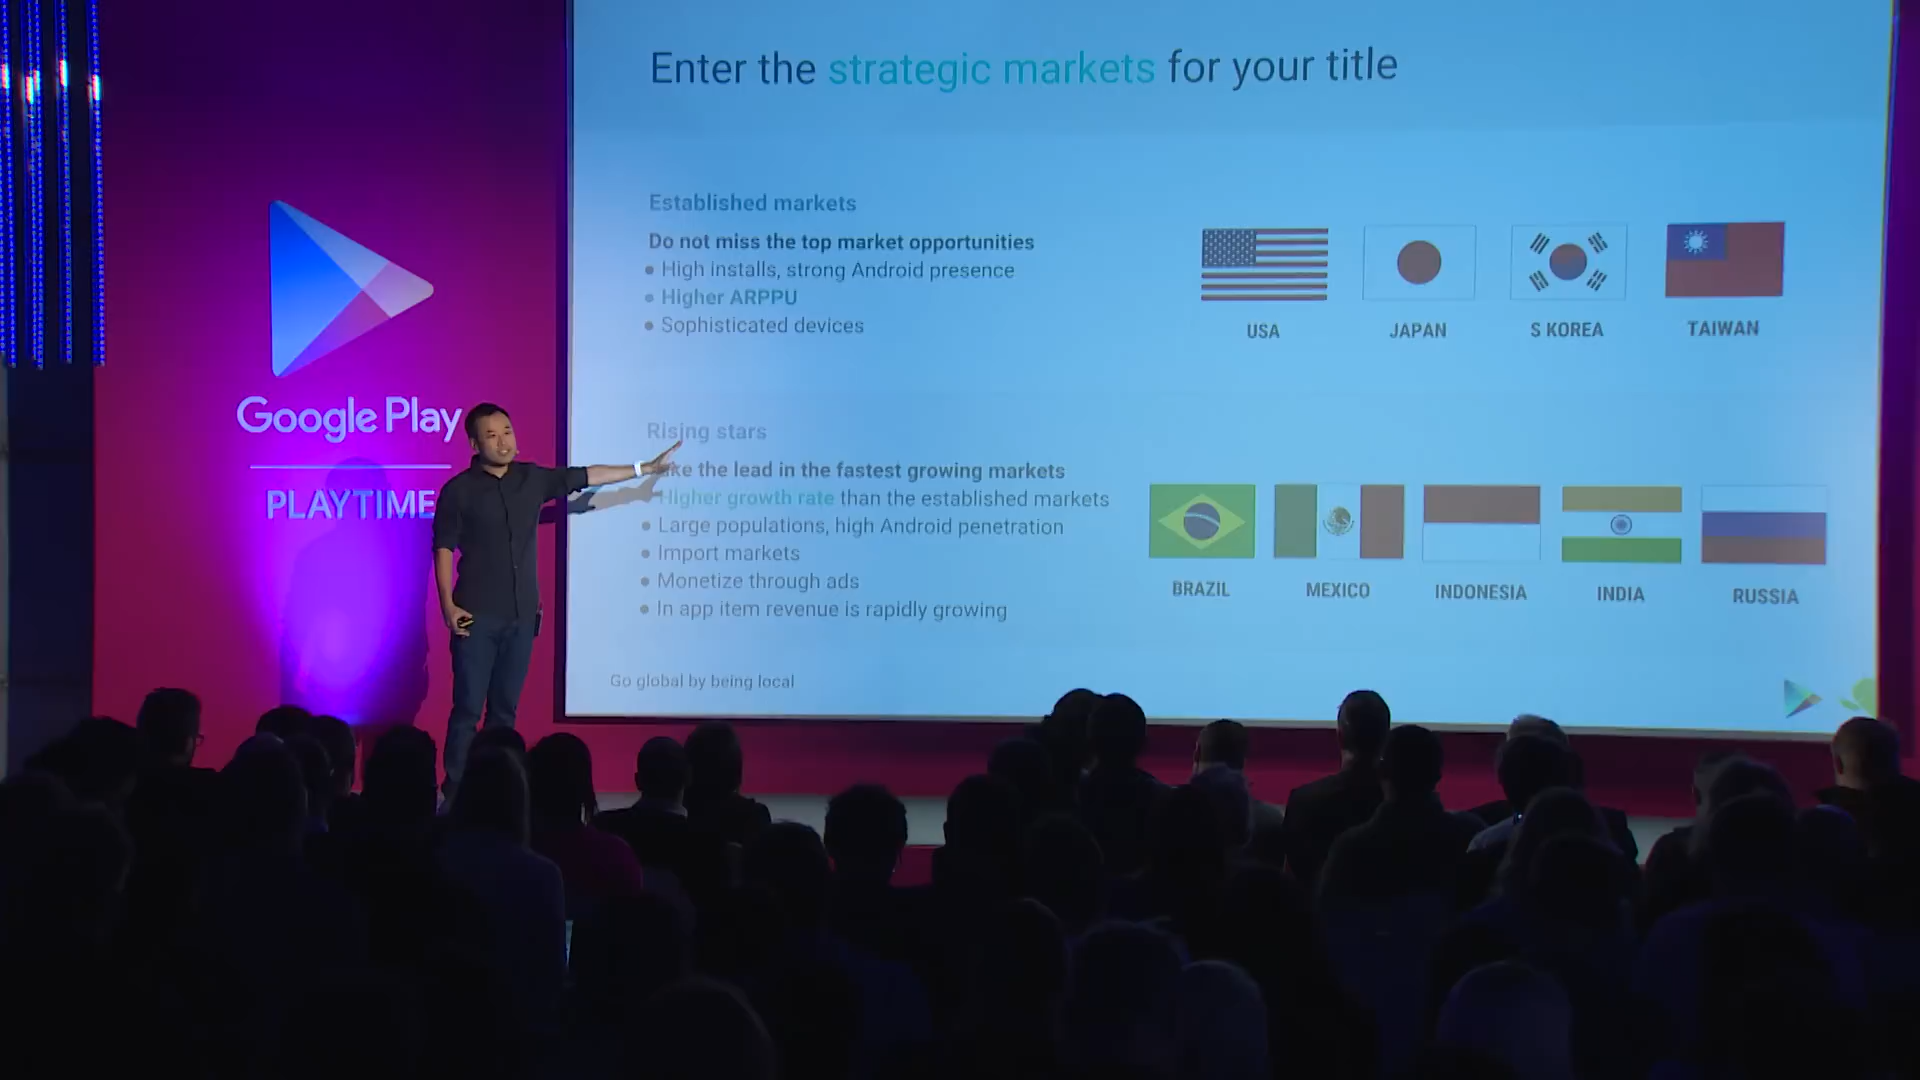 Enter the strategic markets for your title
Established markets
Do not miss the top market opportunities
• High installs, strong Android presence
• Higher ARPPU
• Sophisticated devices
USA
JAPAN
S KOREA
TAIWAN
Google Play
PLAYTIME
Rising stars
the lead in the fastest growing markets
Higher growth rate than the established markets
• Large populations, high Android penetration
• Import markets
• Monetize through ads
• In app item revenue is rapidly growing
BRAZIL
MEXICO
INDONESIA
INDIA
RUSSIA
Go global by being local